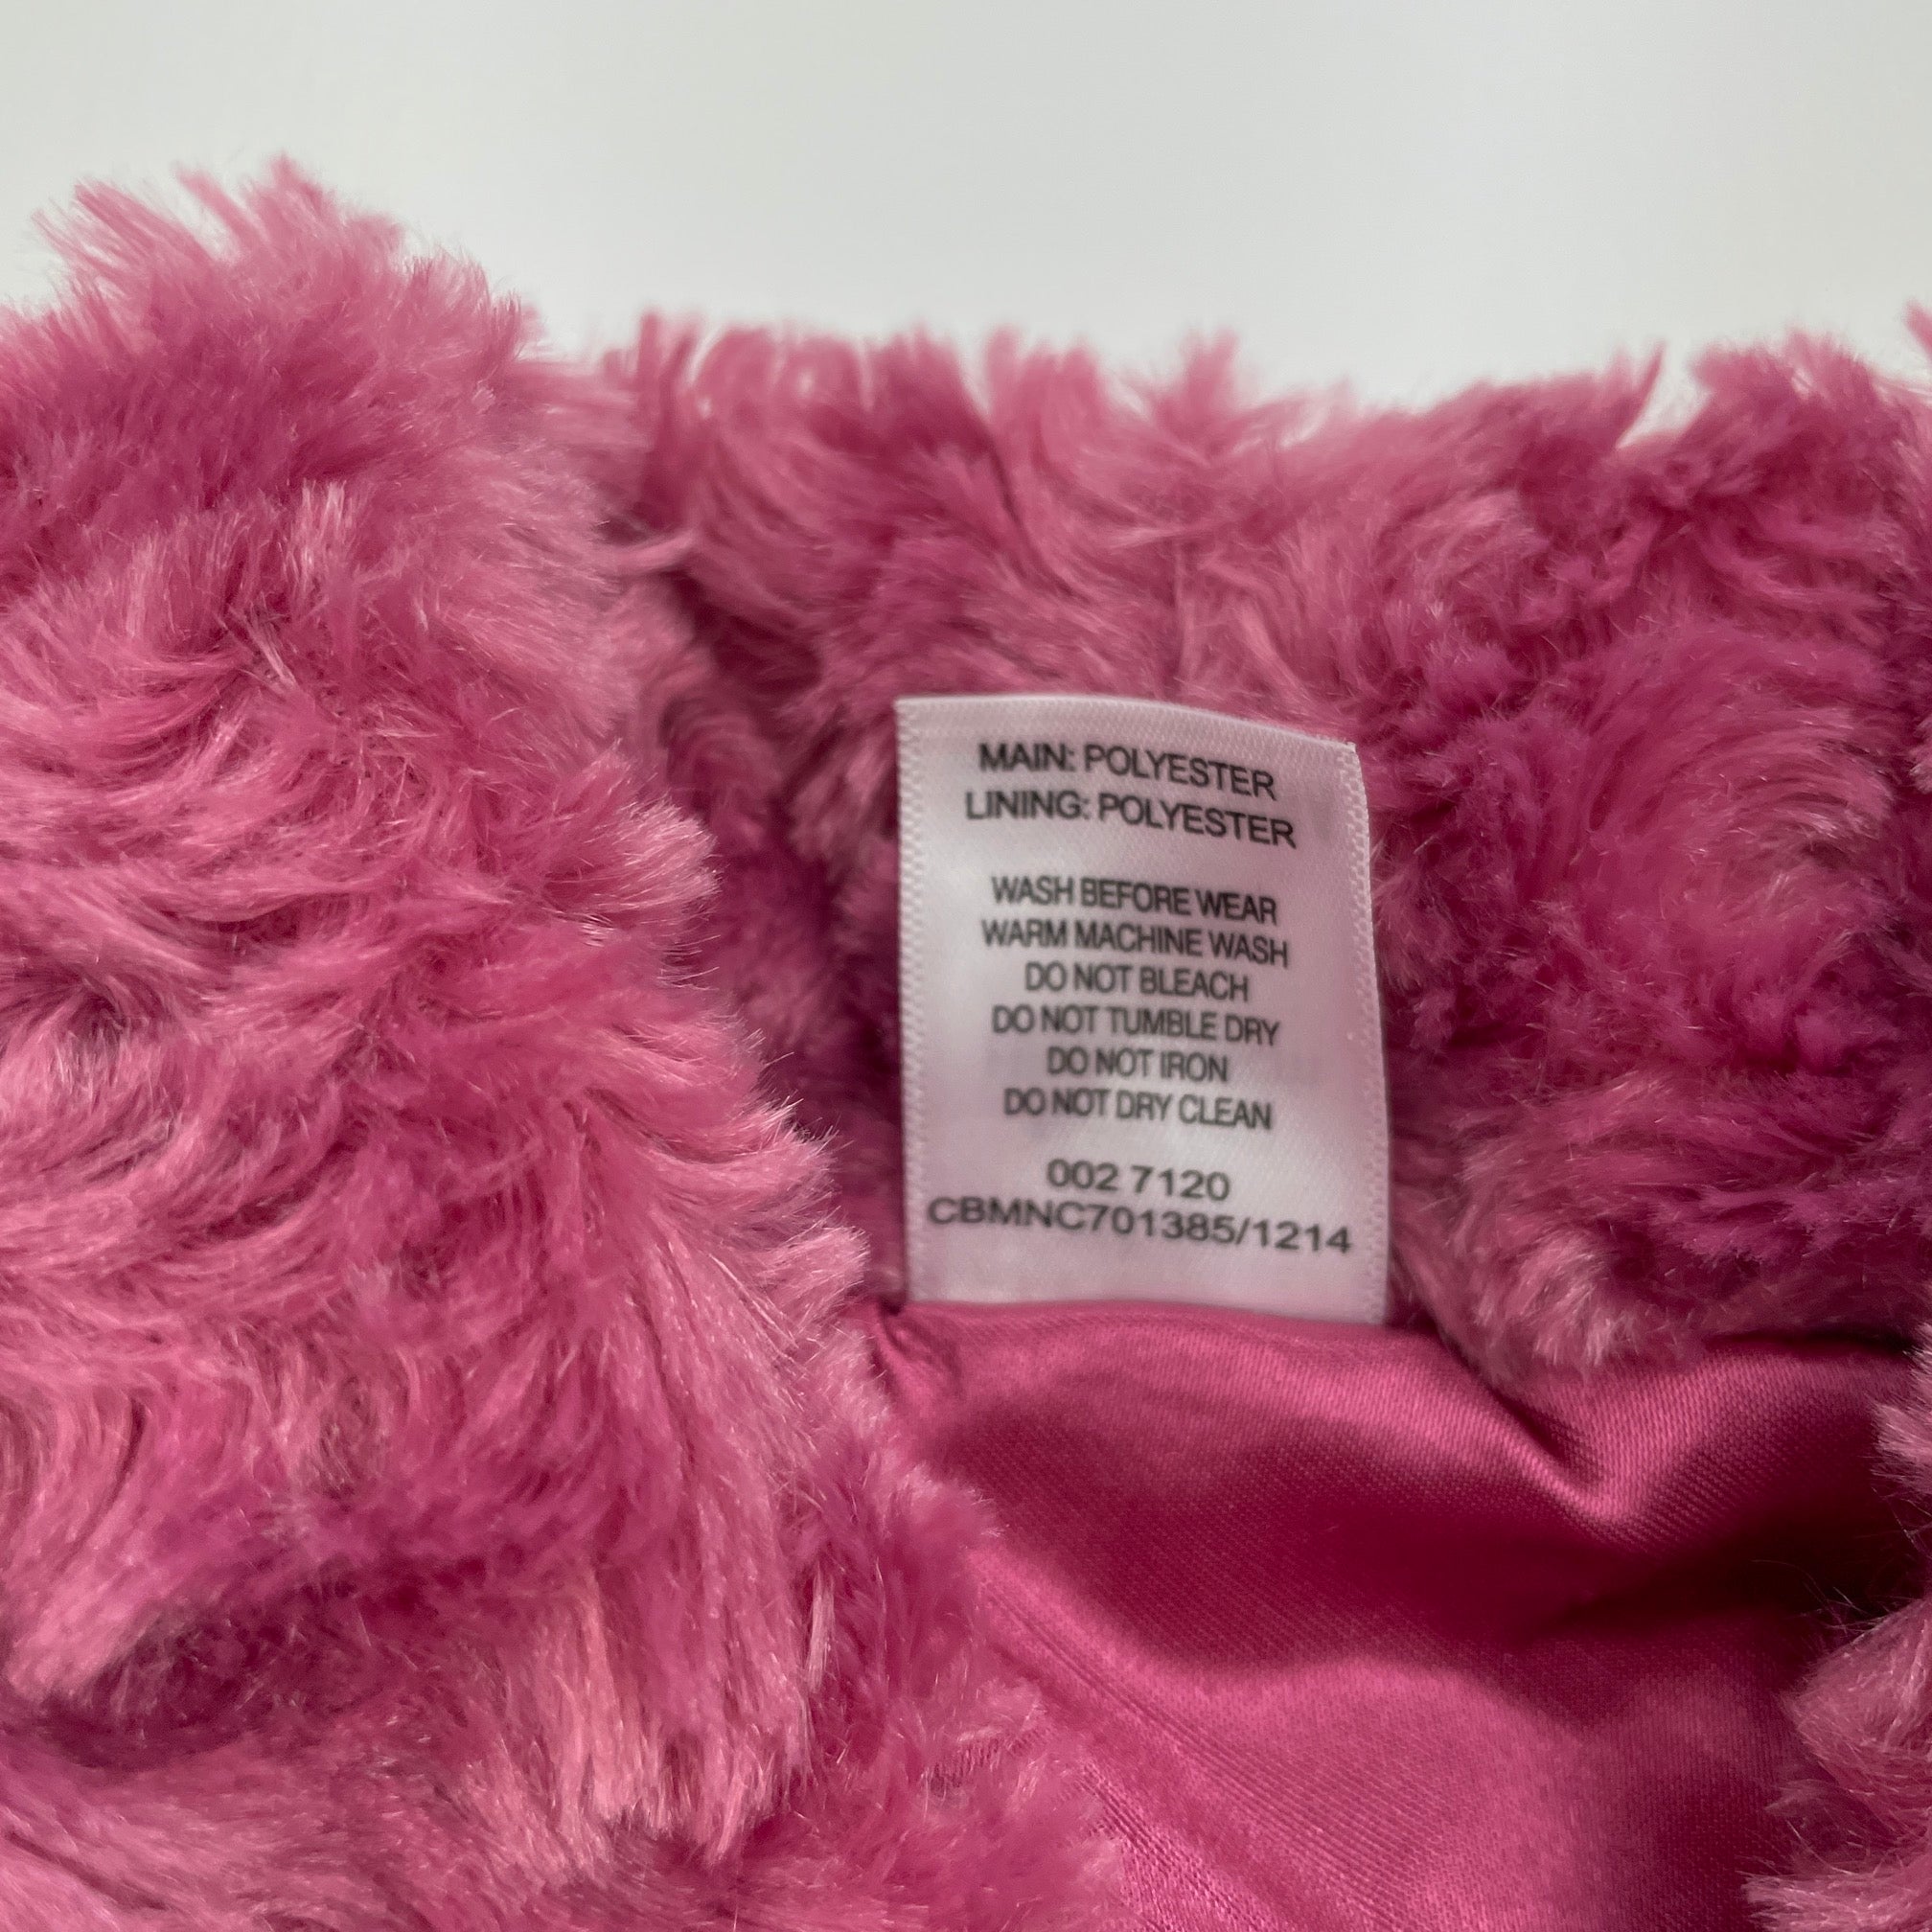 MAIN: POLYESTER
LINING: POLYESTER
WASH BEFORE WEAR
WARM MACHINE WASH
DO NOT BLEACH
DO NOT TUMBLE DRY
DO NOT IRON
DO NOT DRY CLEAN
002 7120
CBMNC701385/1214